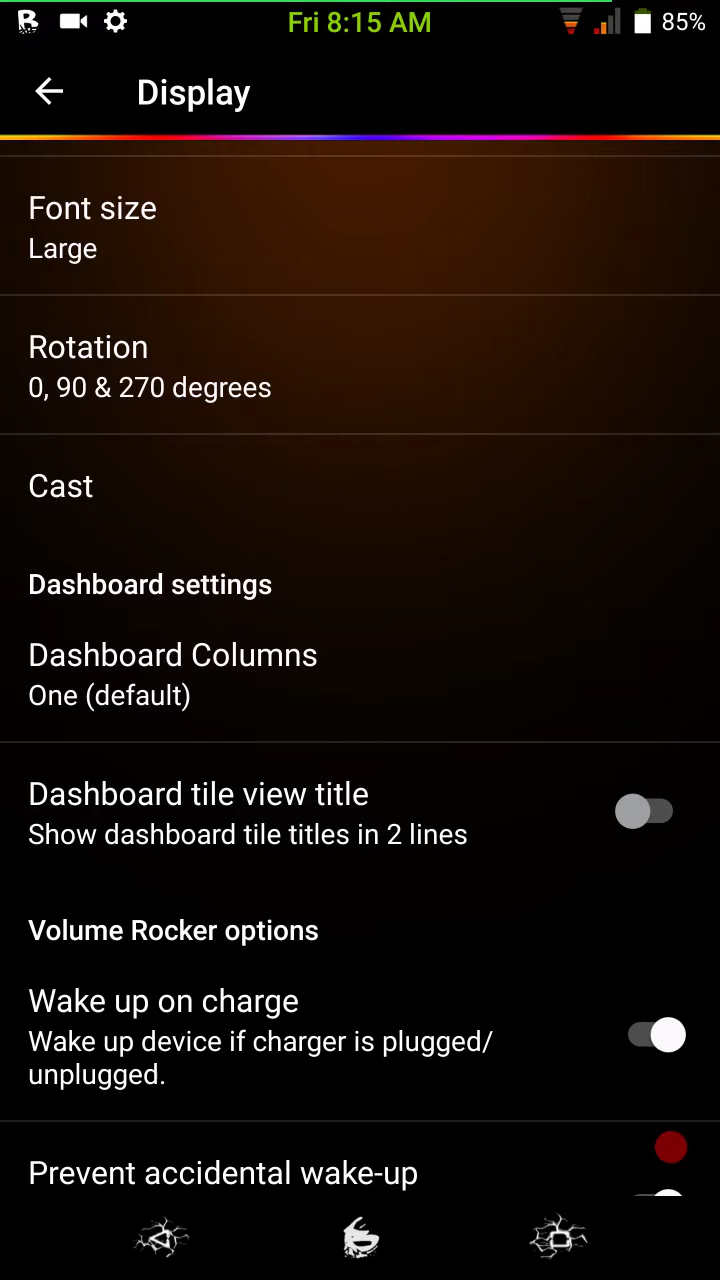 Fri 8:15 AM
85%
Display
Font size
Large
Rotation
0, 90 & 270 degrees
Cast
Dashboard settings
Dashboard Columns
One (default)
Dashboard tile view title
Show dashboard tile titles in 2 lines
Volume Rocker options
Wake up on charge
Wake up device if charger is plugged/
unplugged.
Prevent accidental wake-up